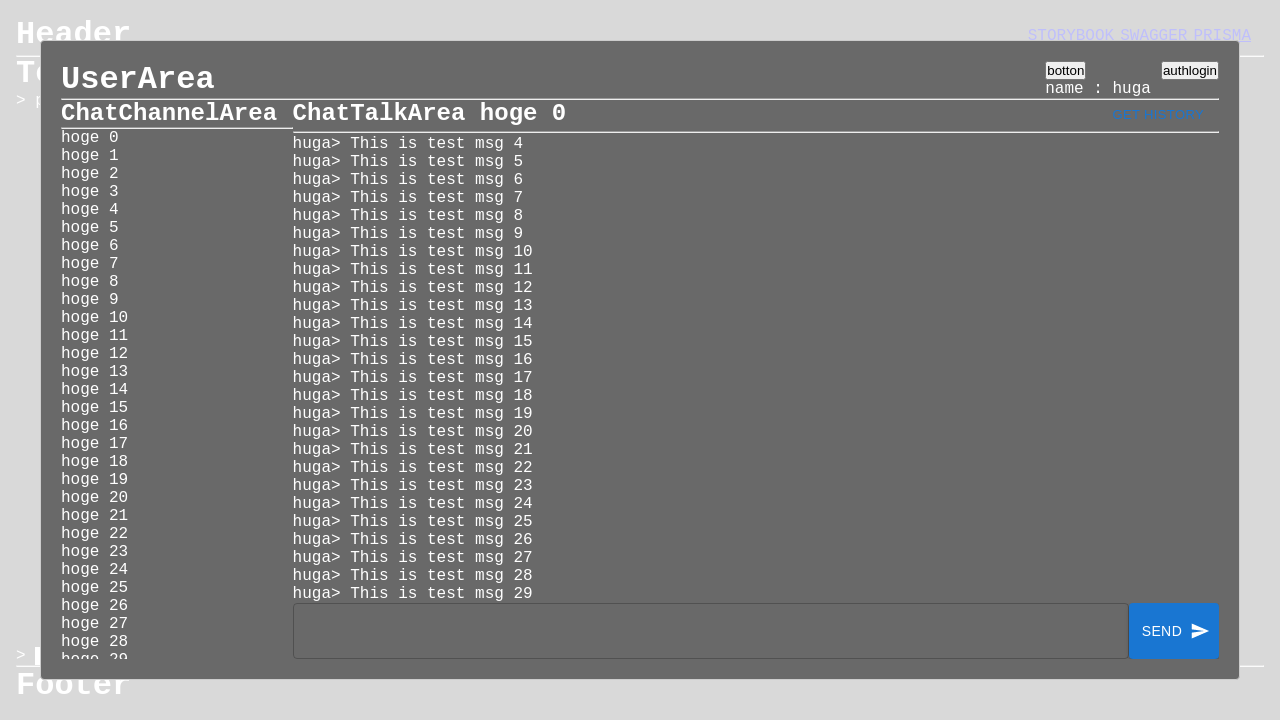 Header
STORYBOOK SWAGGER PRISMA
UserArea
botton
authlogin
name : huga
ChatChannelArea
hoge 0
hoge 1
hoge 2
hoge 3
hoge 4
hoge 5
hoge 6
hoge 7
hoge 8
hoge 9
hoge 10
hoge 11
hoge 12
hoge 13
hoge 14
hoge 15
hoge 16
hoge 17
hoge 18
hoge 19
hoge 20
hoge 21
hoge 22
hoge 23
hoge 24
hoge 25
hoge 26
hoge 27
hoge 28
hoge 29
ChatTalkArea hoge 0
GET HISTORY
huga> This is test msg 4
huga> This is test msg 5
huga> This is test msg 6
huga> This is test msg 7
huga> This is test msg 8
huga> This is test msg 9
huga> This is test msg 10
huga> This is test msg 11
huga> This is test msg 12
huga> This is test msg 13
huga> This is test msg 14
huga> This is test msg 15
huga> This is test msg 16
huga> This is test msg 17
huga> This is test msg 18
huga> This is test msg 19
huga> This is test msg 20
huga> This is test msg 21
huga> This is test msg 22
huga> This is test msg 23
huga> This is test msg 24
huga> This is test msg 25
huga> This is test msg 26
huga> This is test msg 27
huga> This is test msg 28
huga> This is test msg 29
SEND
>
Footer